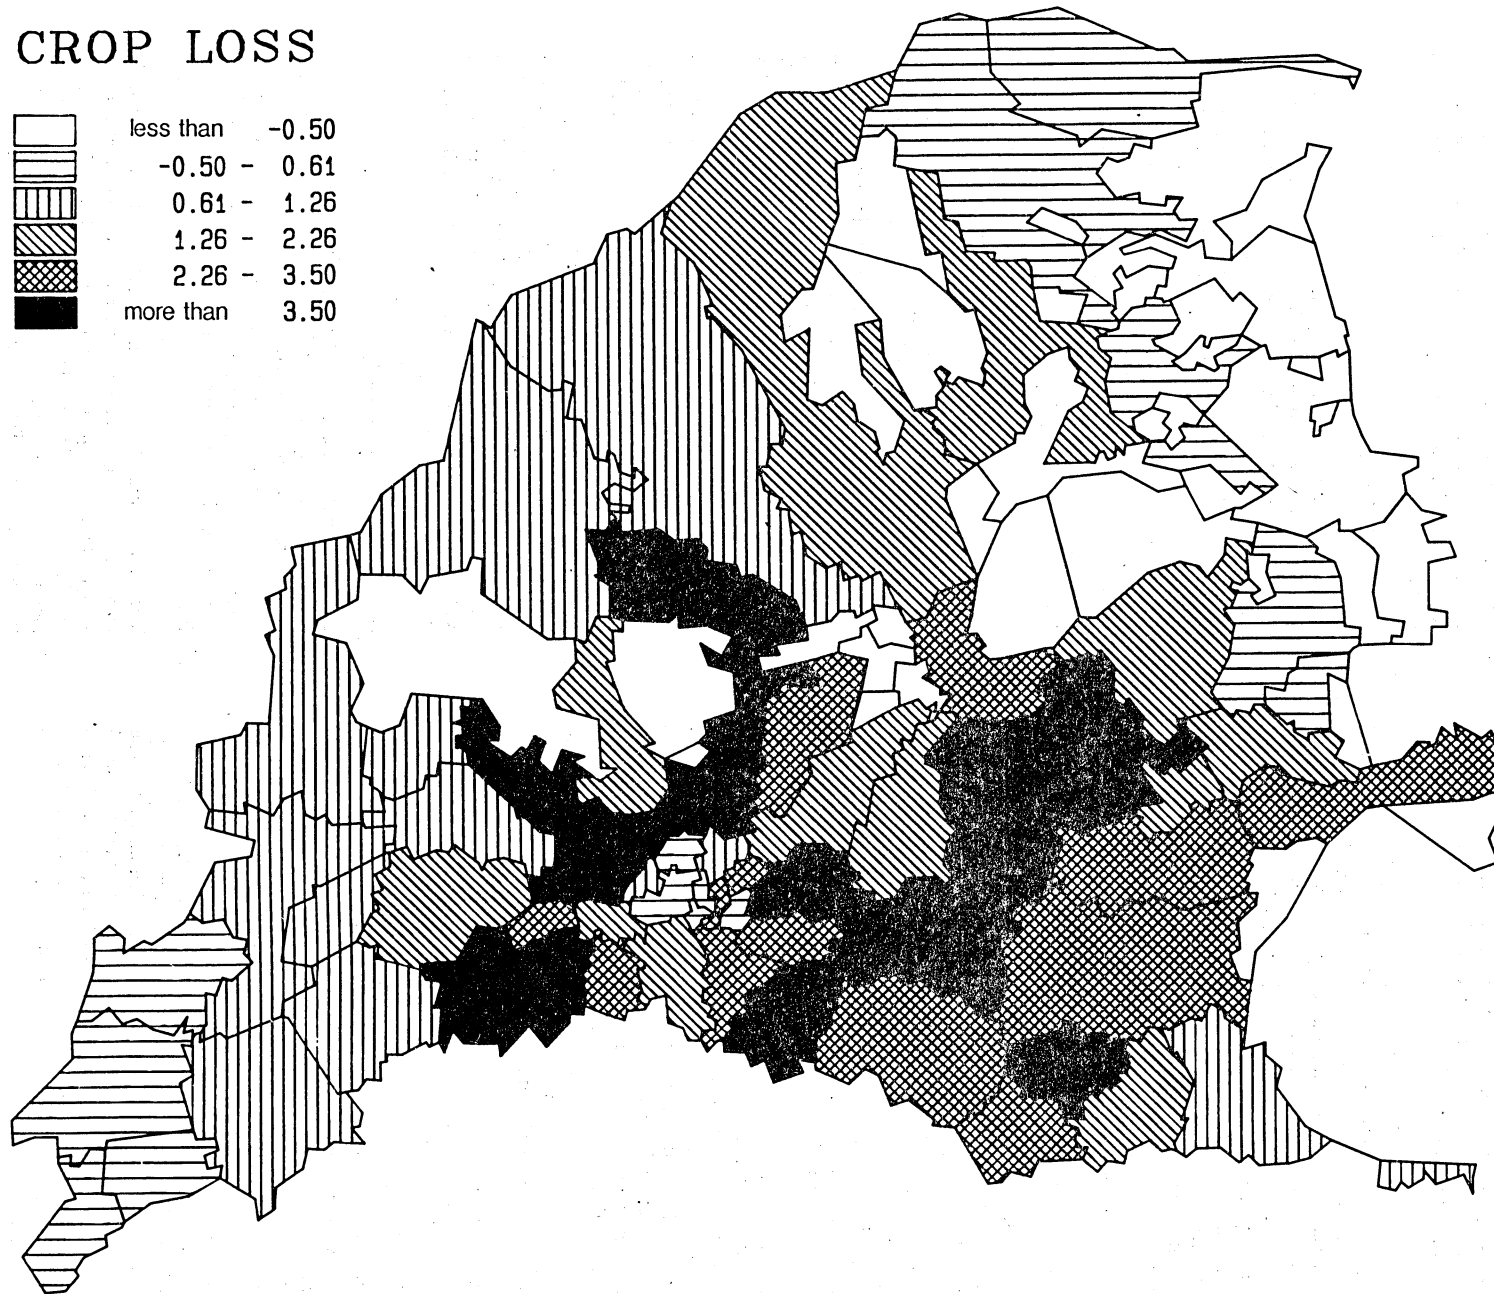 CROP LOSS
less than -0.50
-0.50 - 0.61
0.61 - 1.26
1.26 - 2.26
2.26 - 3.50
more than 3.50